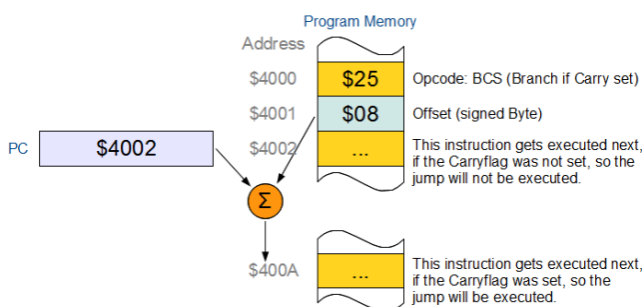 Program Memory
Address
$4000 $25 Opcode: BCS (Branch if Carry set)
$4001 $08 Offset (signed Byte)
PC $4002 $4002 ... This instruction gets executed next,
if the Carryflag was not set, so the
jump will not be executed.
Σ
$400A ... This instruction gets executed next,
if the Carryflag was set, so the
jump will be executed.